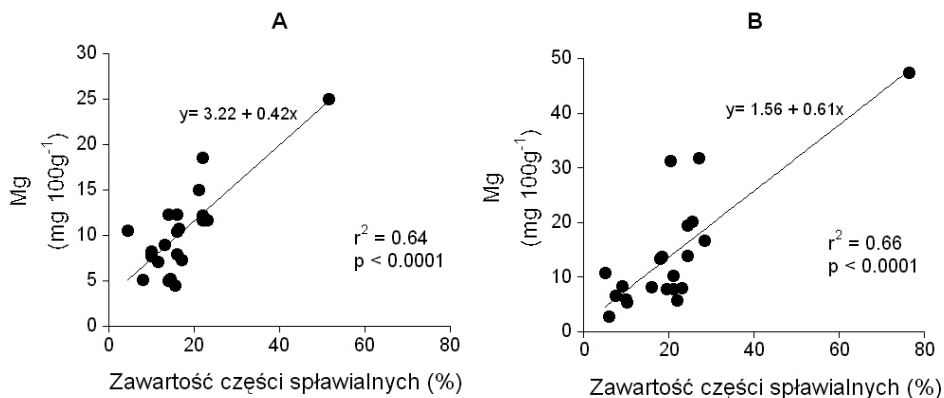 A
30
25
20
15
10
5
0
Mg
(mg 100g⁻¹)
y= 3.22 + 0.42x
r² = 0.64
p < 0.0001
0 20 40 60 80
Zawartość części spławialnych (%)
B
50
40
30
20
10
0
Mg
(mg 100g⁻¹)
y= 1.56 + 0.61x
r² = 0.66
p < 0.0001
0 20 40 60 80
Zawartość części spławialnych (%)